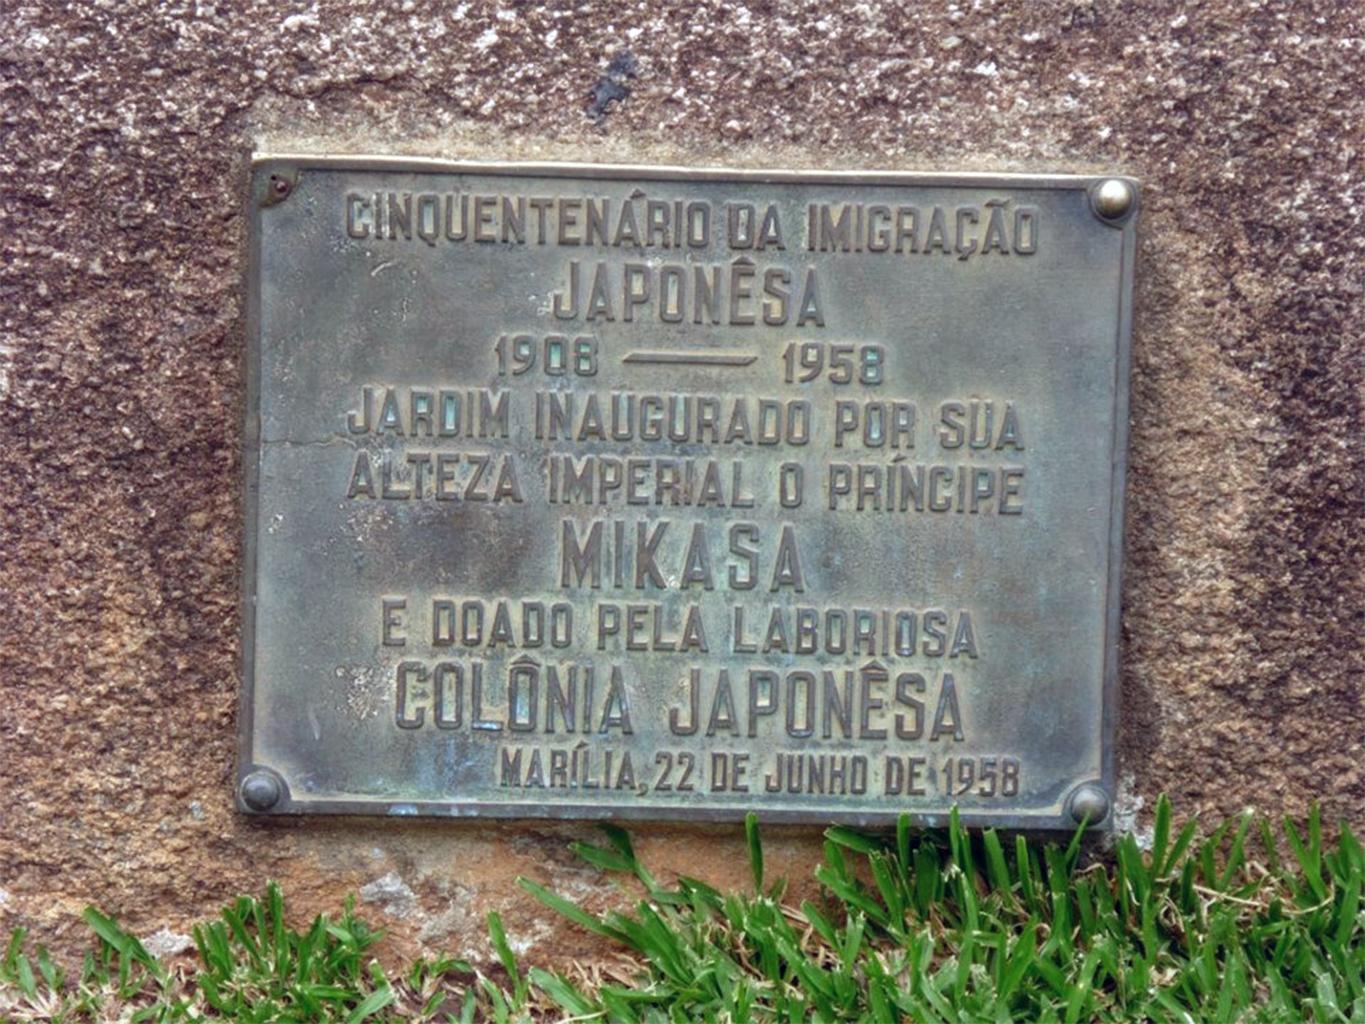 CINQUENTENÁRIO DA IMIGRAÇÃO
JAPONÊSA
1908 — 1958
JARDIM INAUGURADO POR SUA
ALTEZA IMPERIAL O PRÍNCIPE
MIKASA
E DOADO PELA LABORIOSA
COLÔNIA JAPONÊSA
MARÍLIA, 22 DE JUNHO DE 1958